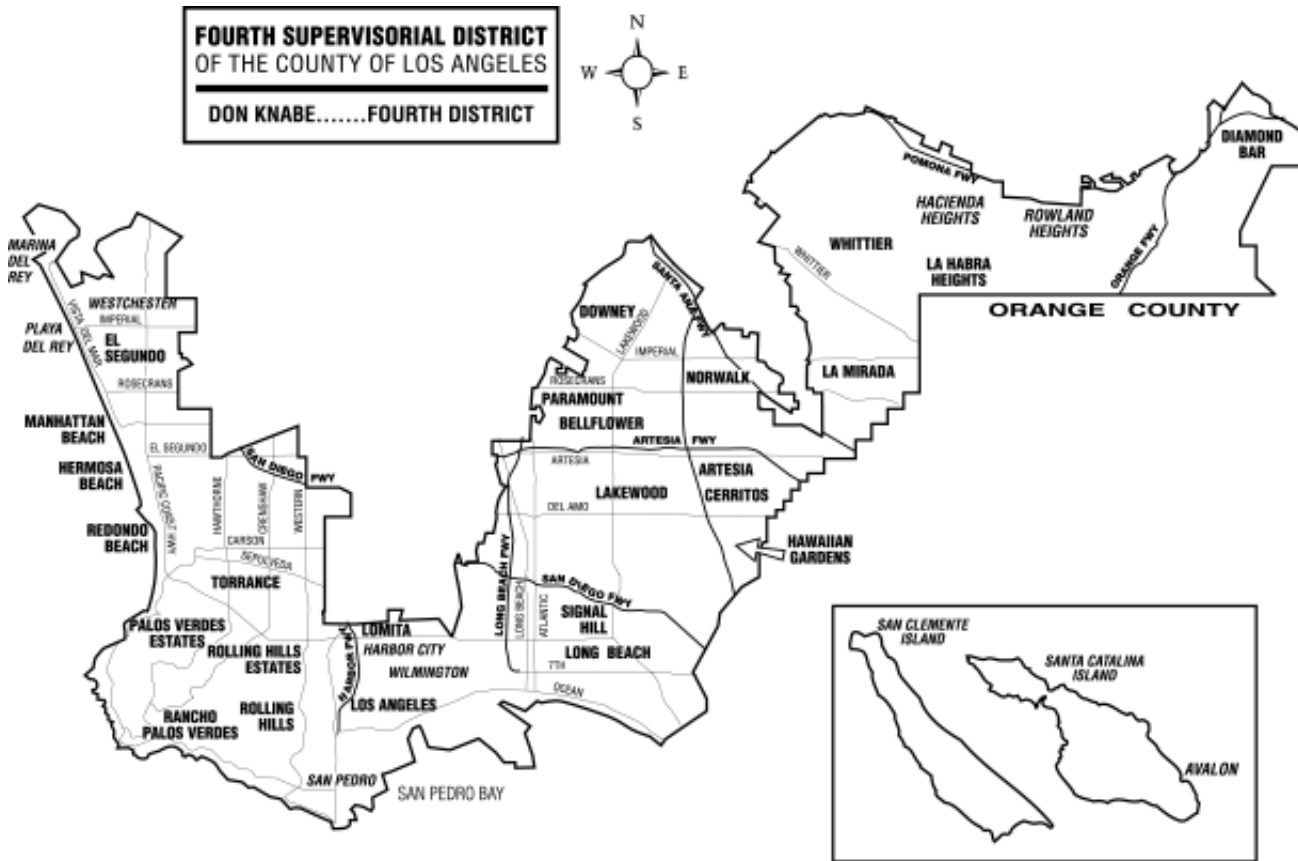 FOURTH SUPERVISORIAL DISTRICT
OF THE COUNTY OF LOS ANGELES
DON KNABE.......FOURTH DISTRICT
N
W
E
S
DIAMOND
BAR
POMONA FWY
HACIENDA
HEIGHTS
ROWLAND
HEIGHTS
ORANGE FWY
WHITTIER
WHITTIER
LA HABRA
HEIGHTS
ORANGE COUNTY
LA MIRADA
MARINA
DEL
REY
WESTCHESTER
IMPERIAL
VISTA DEL MAR
PLAYA
DEL REY
EL
SEGUNDO
ROSECRANS
MANHATTAN
BEACH
EL SEGUNDO
HERMOSA
BEACH
PACIFIC COAST HWY
SAN DIEGO FWY
HAWTHORNE
CRENSHAW
WESTERN
REDONDO
BEACH
CARSON
SEPULVEDA
TORRANCE
PALOS VERDES
ESTATES
ROLLING HILLS
ESTATES
RANCHO
PALOS VERDES
ROLLING
HILLS
HARBOR FWY
LOMITA
HARBOR CITY
WILMINGTON
LOS ANGELES
SAN PEDRO
SAN PEDRO BAY
SANTA ANA FWY
DOWNEY
LAKEWOOD
IMPERIAL
NORWALK
ROSECRANS
PARAMOUNT
BELLFLOWER
ARTESIA FWY
ARTESIA
ARTESIA
CERRITOS
LAKEWOOD
DEL AMO
HAWAIIAN
GARDENS
LONG BEACH FWY
LONG BEACH
ATLANTIC
SAN DIEGO FWY
SIGNAL
HILL
LONG BEACH
7TH
OCEAN
SAN CLEMENTE
ISLAND
SANTA CATALINA
ISLAND
AVALON